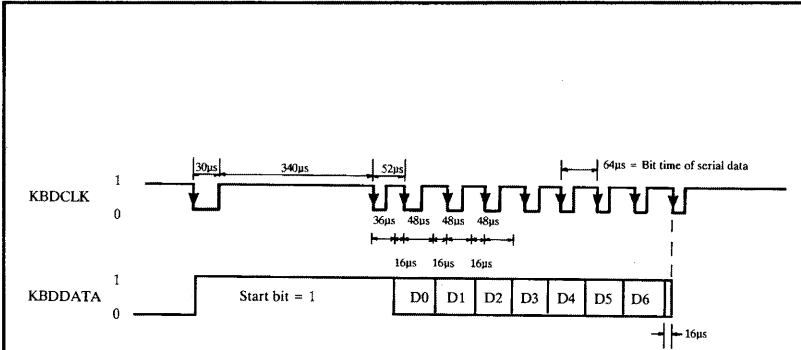 30µs 340µs 52µs 64µs = Bit time of serial data
1
KBDCLK
0
36µs 48µs 48µs 48µs
16µs 16µs 16µs
1
KBDDATA Start bit = 1 D0 D1 D2 D3 D4 D5 D6
0
16µs